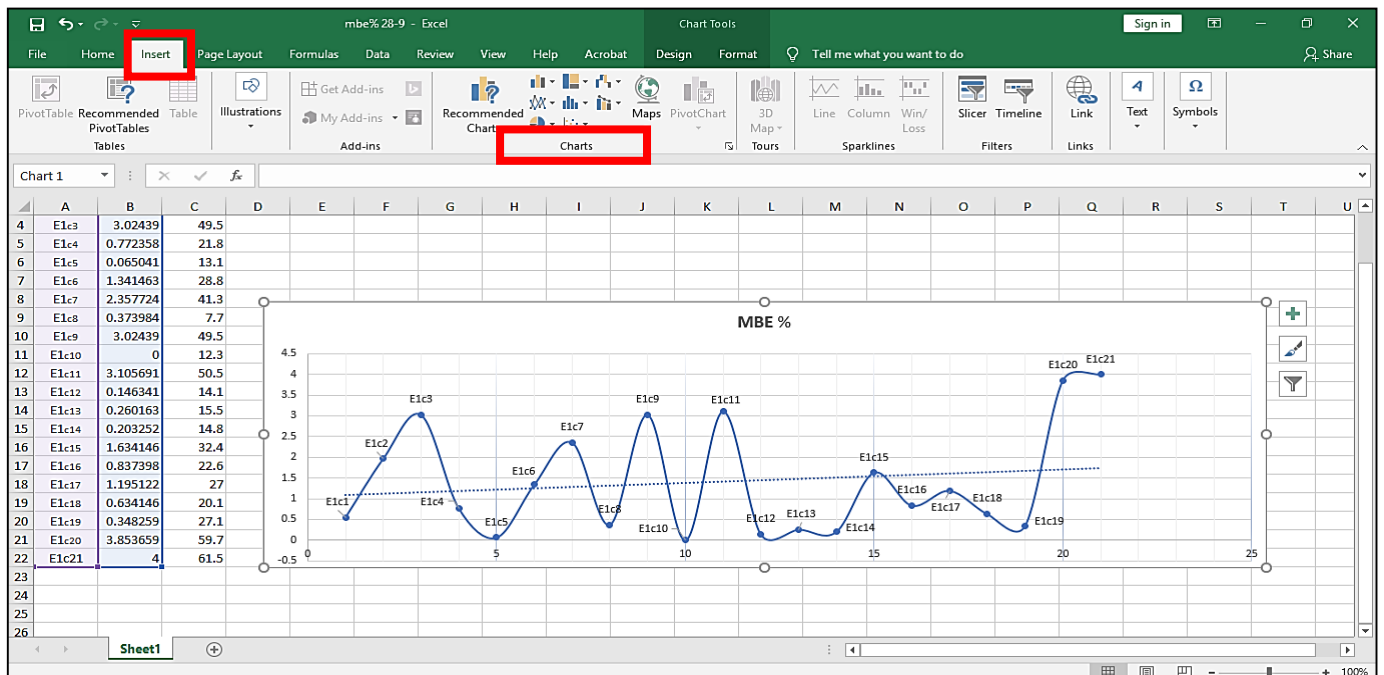 mbe% 28-9 - Excel
Chart Tools
Sign in
File Home Insert Page Layout Formulas Data Review View Help Acrobat Design Format Tell me what you want to do Share
PivotTable Recommended PivotTables Table
Tables
Illustrations
Get Add-ins
My Add-ins
Add-ins
Recommended
Charts
Maps PivotChart
Charts
3D Map
Tours
Line Column Win/Loss
Sparklines
Slicer Timeline
Filters
Link
Links
Text
Symbols
Chart 1
fx
A B C D E F G H I J K L M N O P Q R S T U
4 E1c3 3.02439 49.5
5 E1c4 0.772358 21.8
6 E1c5 0.065041 13.1
7 E1c6 1.341463 28.8
8 E1c7 2.357724 41.3
9 E1c8 0.373984 7.7
10 E1c9 3.02439 49.5
11 E1c10 0 12.3
12 E1c11 3.105691 50.5
13 E1c12 0.146341 14.1
14 E1c13 0.260163 15.5
15 E1c14 0.203252 14.8
16 E1c15 1.634146 32.4
17 E1c16 0.837398 22.6
18 E1c17 1.195122 27
19 E1c18 0.634146 20.1
20 E1c19 0.348259 27.1
21 E1c20 3.853659 59.7
22 E1c21 4 61.5
23
24
25
26
MBE %
4.5
4
3.5
3
2.5
2
1.5
1
0.5
0
-0.5
0 5 10 15 20 25
E1c1
E1c2
E1c3
E1c4
E1c5
E1c6
E1c7
E1c8
E1c9
E1c10
E1c11
E1c12
E1c13
E1c14
E1c15
E1c16
E1c17
E1c18
E1c19
E1c20
E1c21
Sheet1
100%